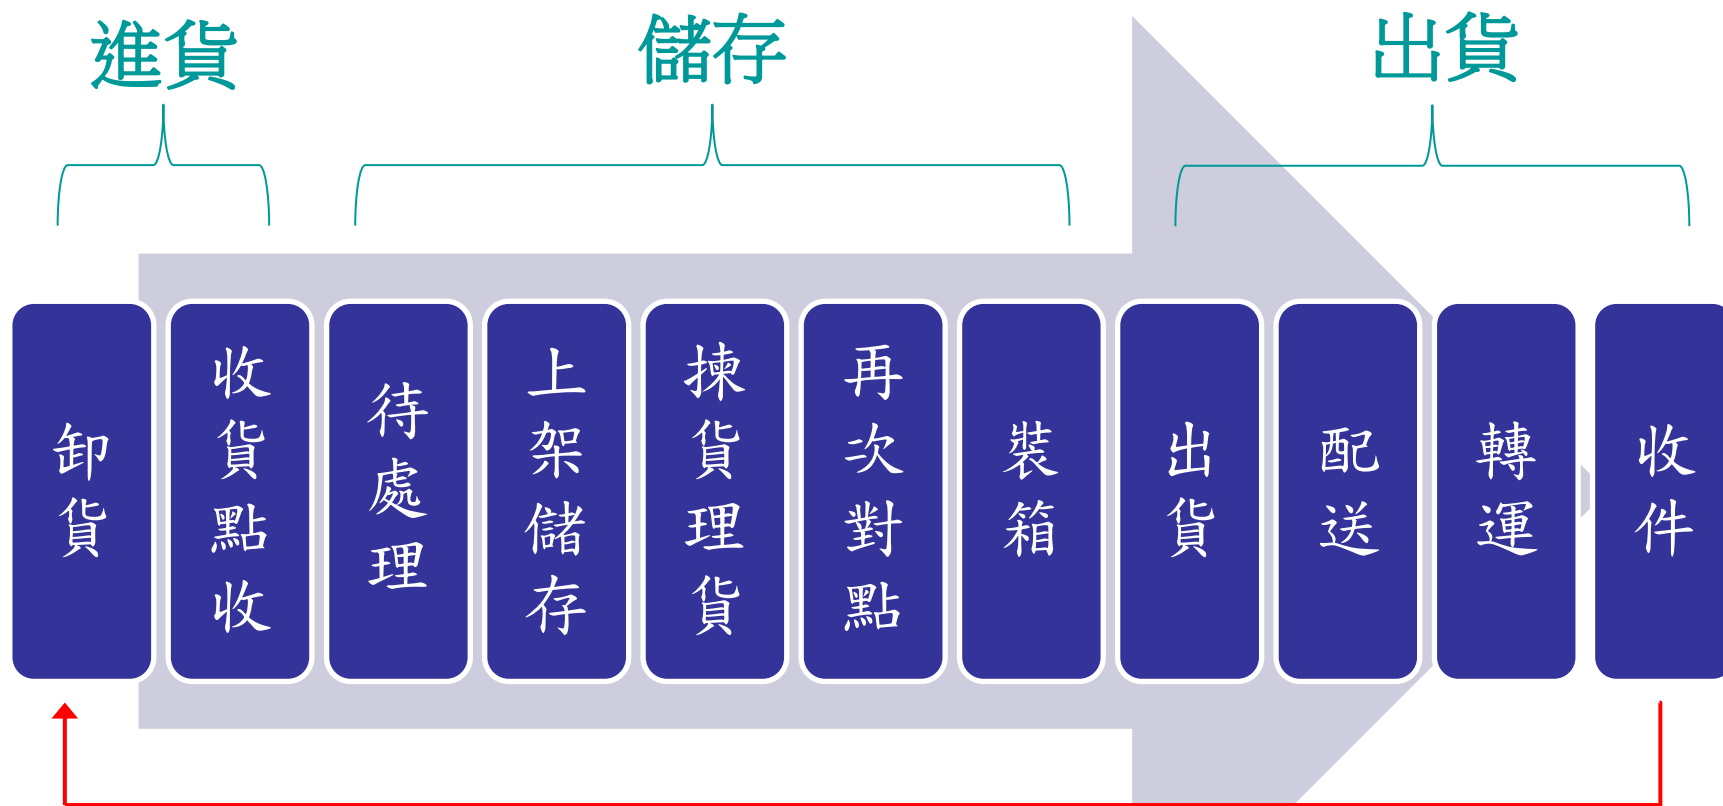 進貨
儲存
出貨
卸貨
收貨點收
待處理
上架儲存
揀貨理貨
再次對點
裝箱
出貨
配送
轉運
收件